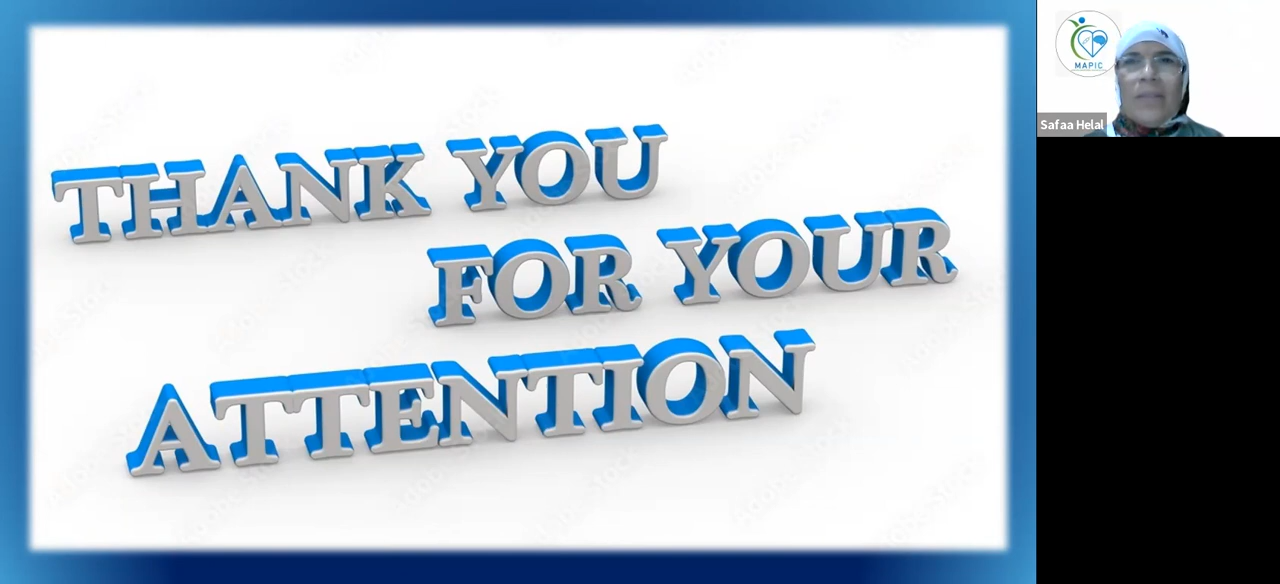 THANK YOU
FOR YOUR
ATTENTION
MAPIC
Safaa Helal